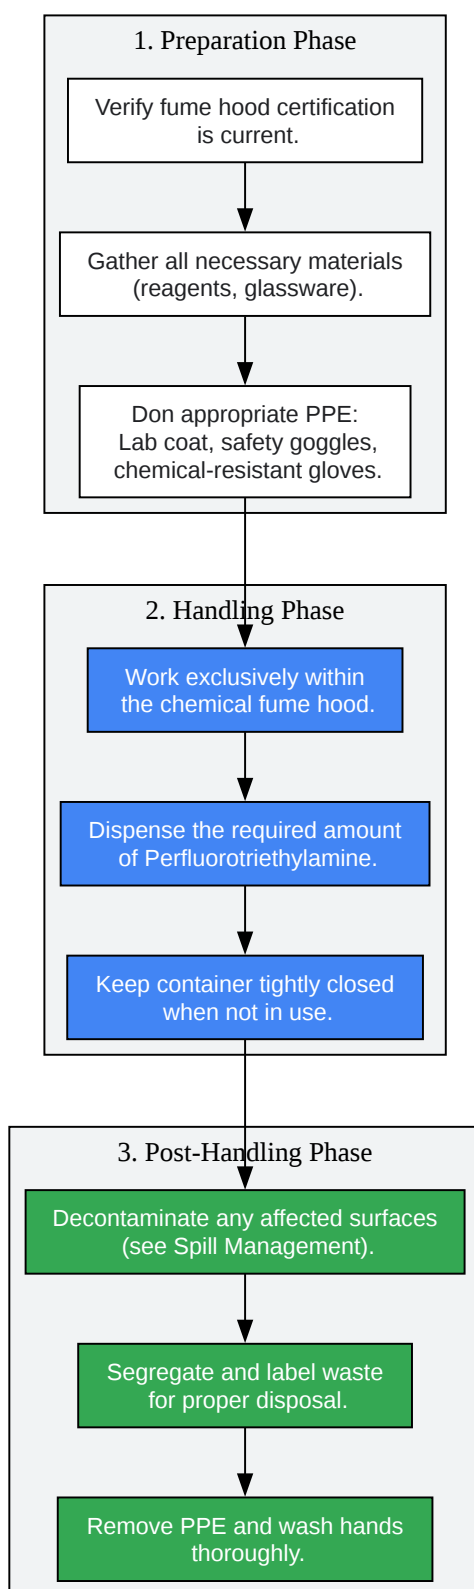 1. Preparation Phase
Verify fume hood certification
is current.
Gather all necessary materials
(reagents, glassware).
Don appropriate PPE:
Lab coat, safety goggles,
chemical-resistant gloves.
2. Handling Phase
Work exclusively within
the chemical fume hood.
Dispense the required amount
of Perfluorotriethylamine.
Keep container tightly closed
when not in use.
3. Post-Handling Phase
Decontaminate any affected surfaces
(see Spill Management).
Segregate and label waste
for proper disposal.
Remove PPE and wash hands
thoroughly.